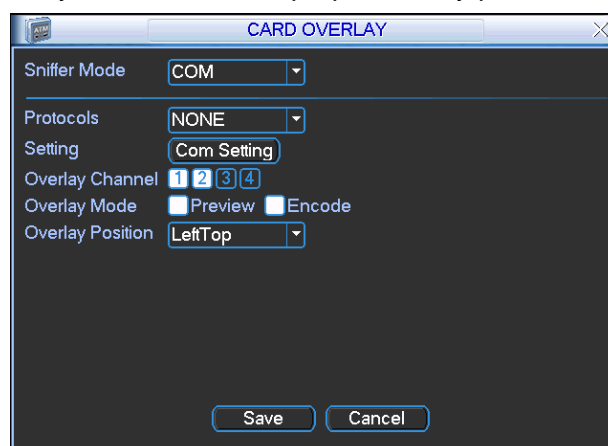 ATM
CARD OVERLAY
Sniffer Mode COM
Protocols NONE
Setting Com Setting
Overlay Channel 1 2 3 4
Overlay Mode Preview Encode
Overlay Position LeftTop
Save Cancel